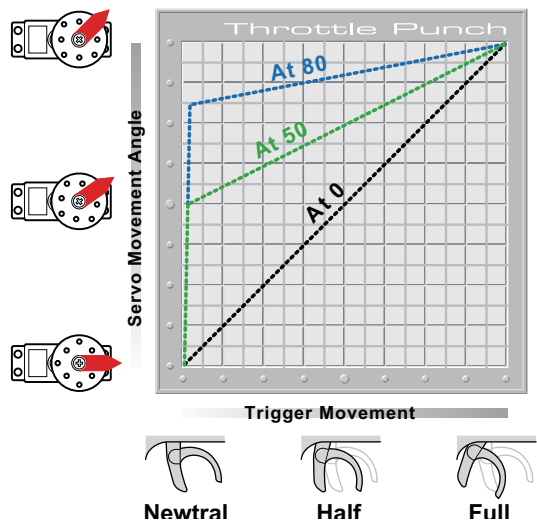 Throttle Punch
At 80
At 50
At 0
Servo Movement Angle
Trigger Movement
Newtral
Half
Full